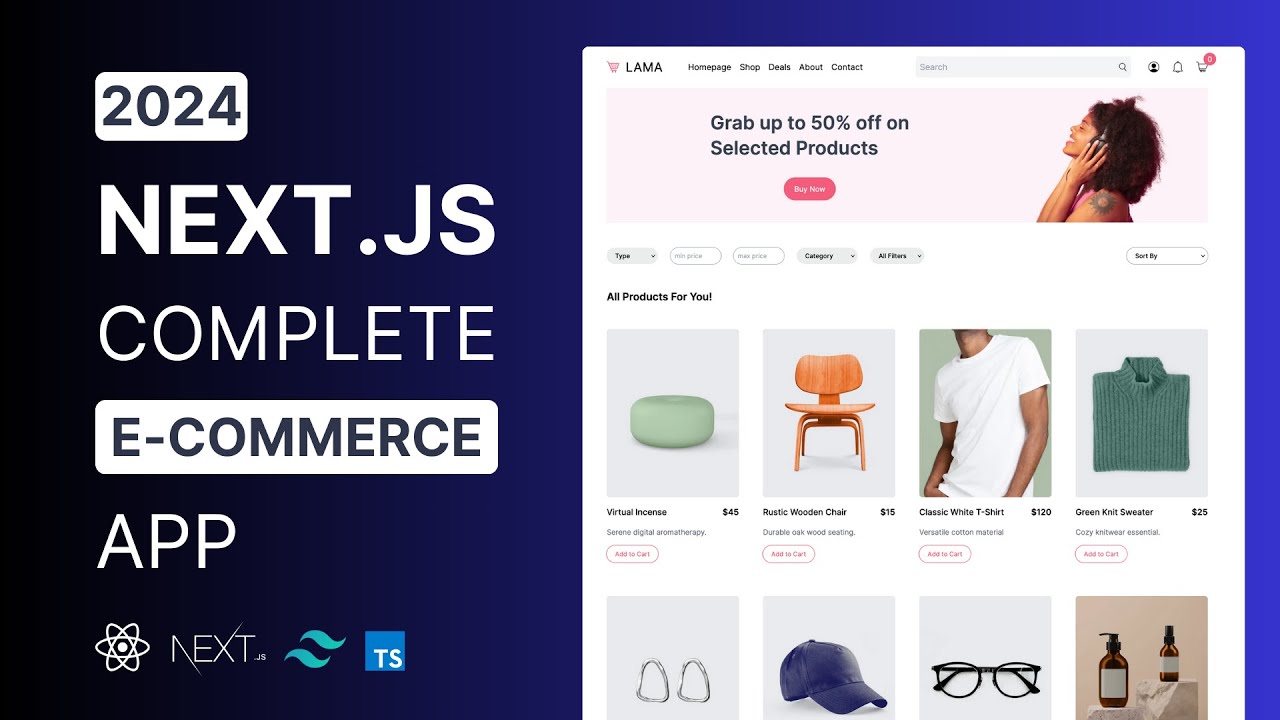 2024
NEXT.JS
COMPLETE
E-COMMERCE
APP
NEXT.JS
TS
LAMA
Homepage Shop Deals About Contact
Search
0
Grab up to 50% off on
Selected Products
Buy Now
Type min price max price Category All Filters Sort By
All Products For You!
Virtual Incense $45
Serene digital aromatherapy.
Add to Cart
Rustic Wooden Chair $15
Durable oak wood seating.
Add to Cart
Classic White T-Shirt $120
Versatile cotton material
Add to Cart
Green Knit Sweater $25
Cozy knitwear essential.
Add to Cart